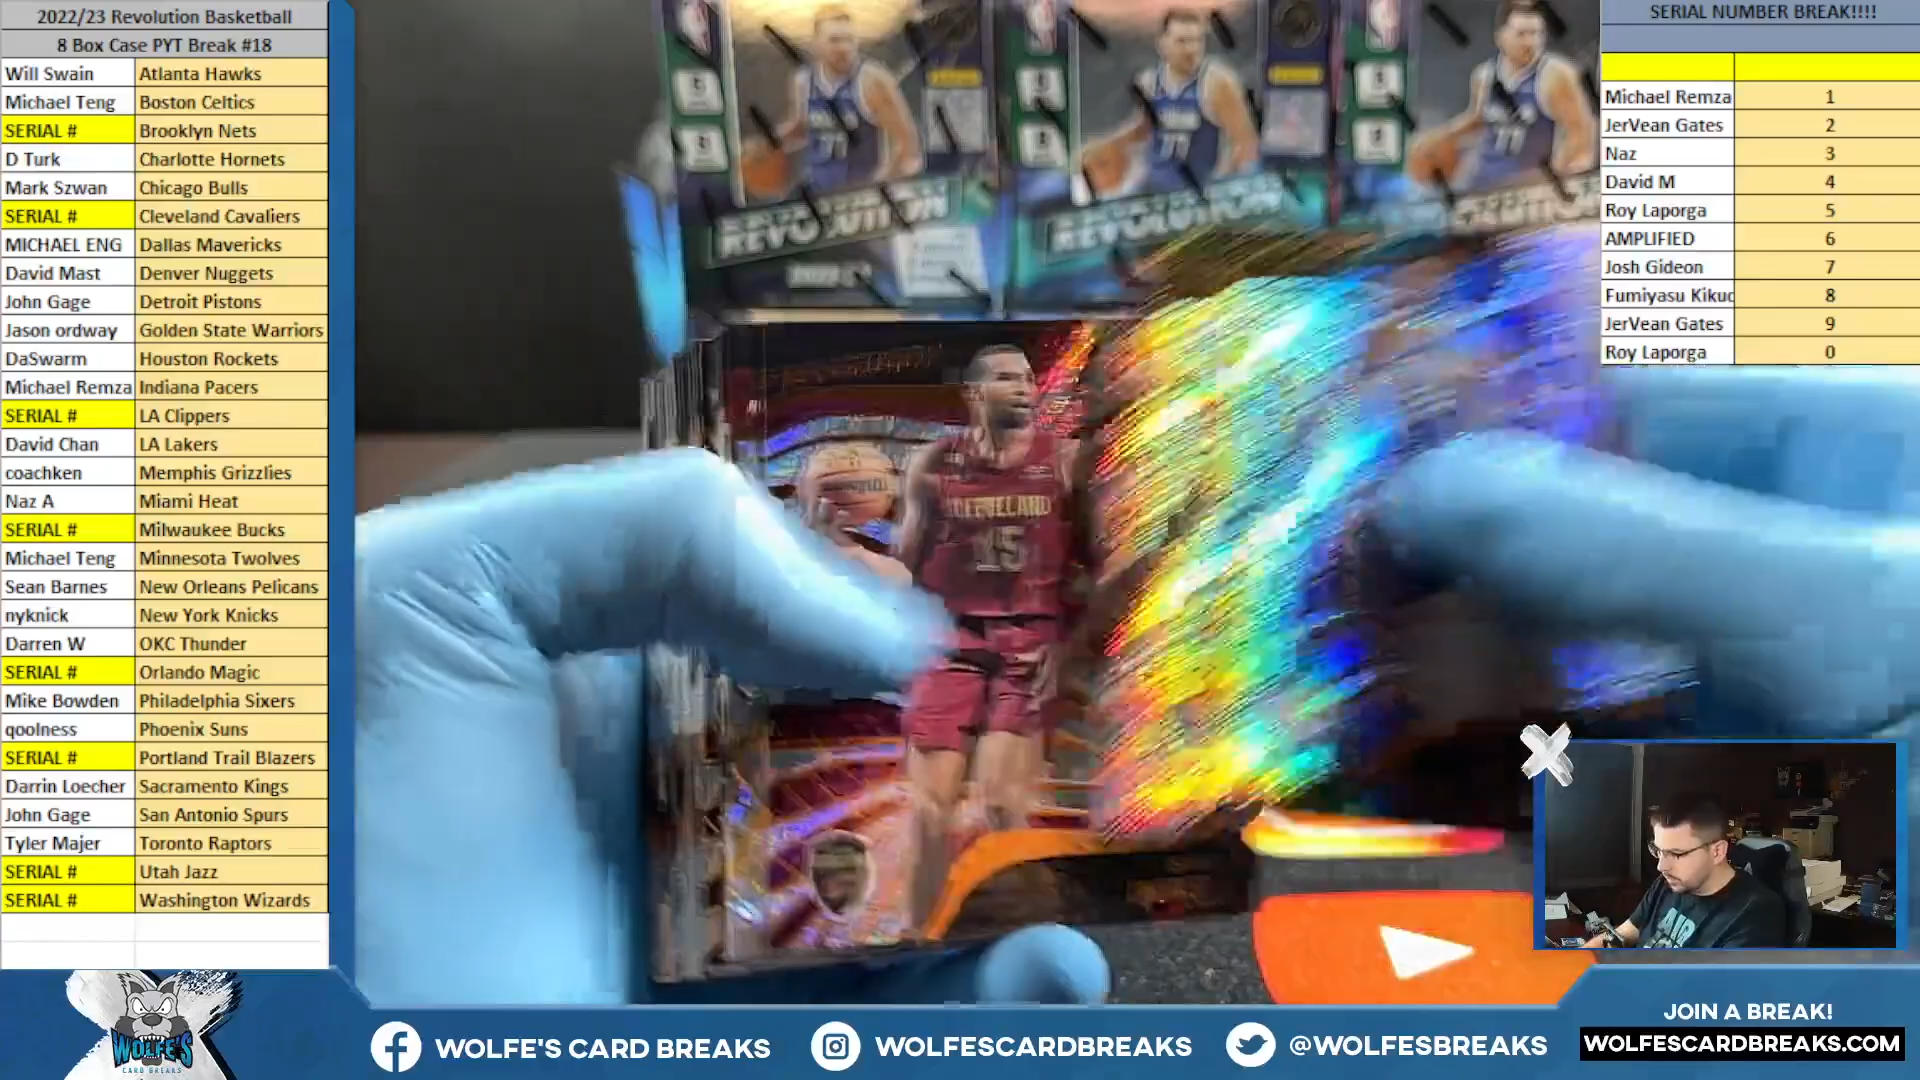 2022/23 Revolution Basketball
8 Box Case PYT Break #18
Will Swain Atlanta Hawks
Michael Teng Boston Celtics
SERIAL # Brooklyn Nets
D Turk Charlotte Hornets
Mark Szwan Chicago Bulls
SERIAL # Cleveland Cavaliers
MICHAEL ENG Dallas Mavericks
David Mast Denver Nuggets
John Gage Detroit Pistons
Jason ordway Golden State Warriors
DaSwarm Houston Rockets
Michael Remza Indiana Pacers
SERIAL # LA Clippers
David Chan LA Lakers
coachken Memphis Grizzlies
Naz A Miami Heat
SERIAL # Milwaukee Bucks
Michael Teng Minnesota Twolves
Sean Barnes New Orleans Pelicans
nyknick New York Knicks
Darren W OKC Thunder
SERIAL # Orlando Magic
Mike Bowden Philadelphia Sixers
qoolness Phoenix Suns
SERIAL # Portland Trail Blazers
Darrin Loecher Sacramento Kings
John Gage San Antonio Spurs
Tyler Majer Toronto Raptors
SERIAL # Utah Jazz
SERIAL # Washington Wizards
SERIAL NUMBER BREAK!!!!
Michael Remza 1
JerVean Gates 2
Naz 3
David M 4
Roy Laporga 5
AMPLIFIED 6
Josh Gideon 7
Fumiyasu Kikuc 8
JerVean Gates 9
Roy Laporga 0
REVOLUTION
REVOLUTION
CLEVELAND
15
WOLFE'S
CARD BREAKS
WOLFE'S CARD BREAKS
WOLFESCARDBREAKS
@WOLFESBREAKS
JOIN A BREAK!
WOLFESCARDBREAKS.COM